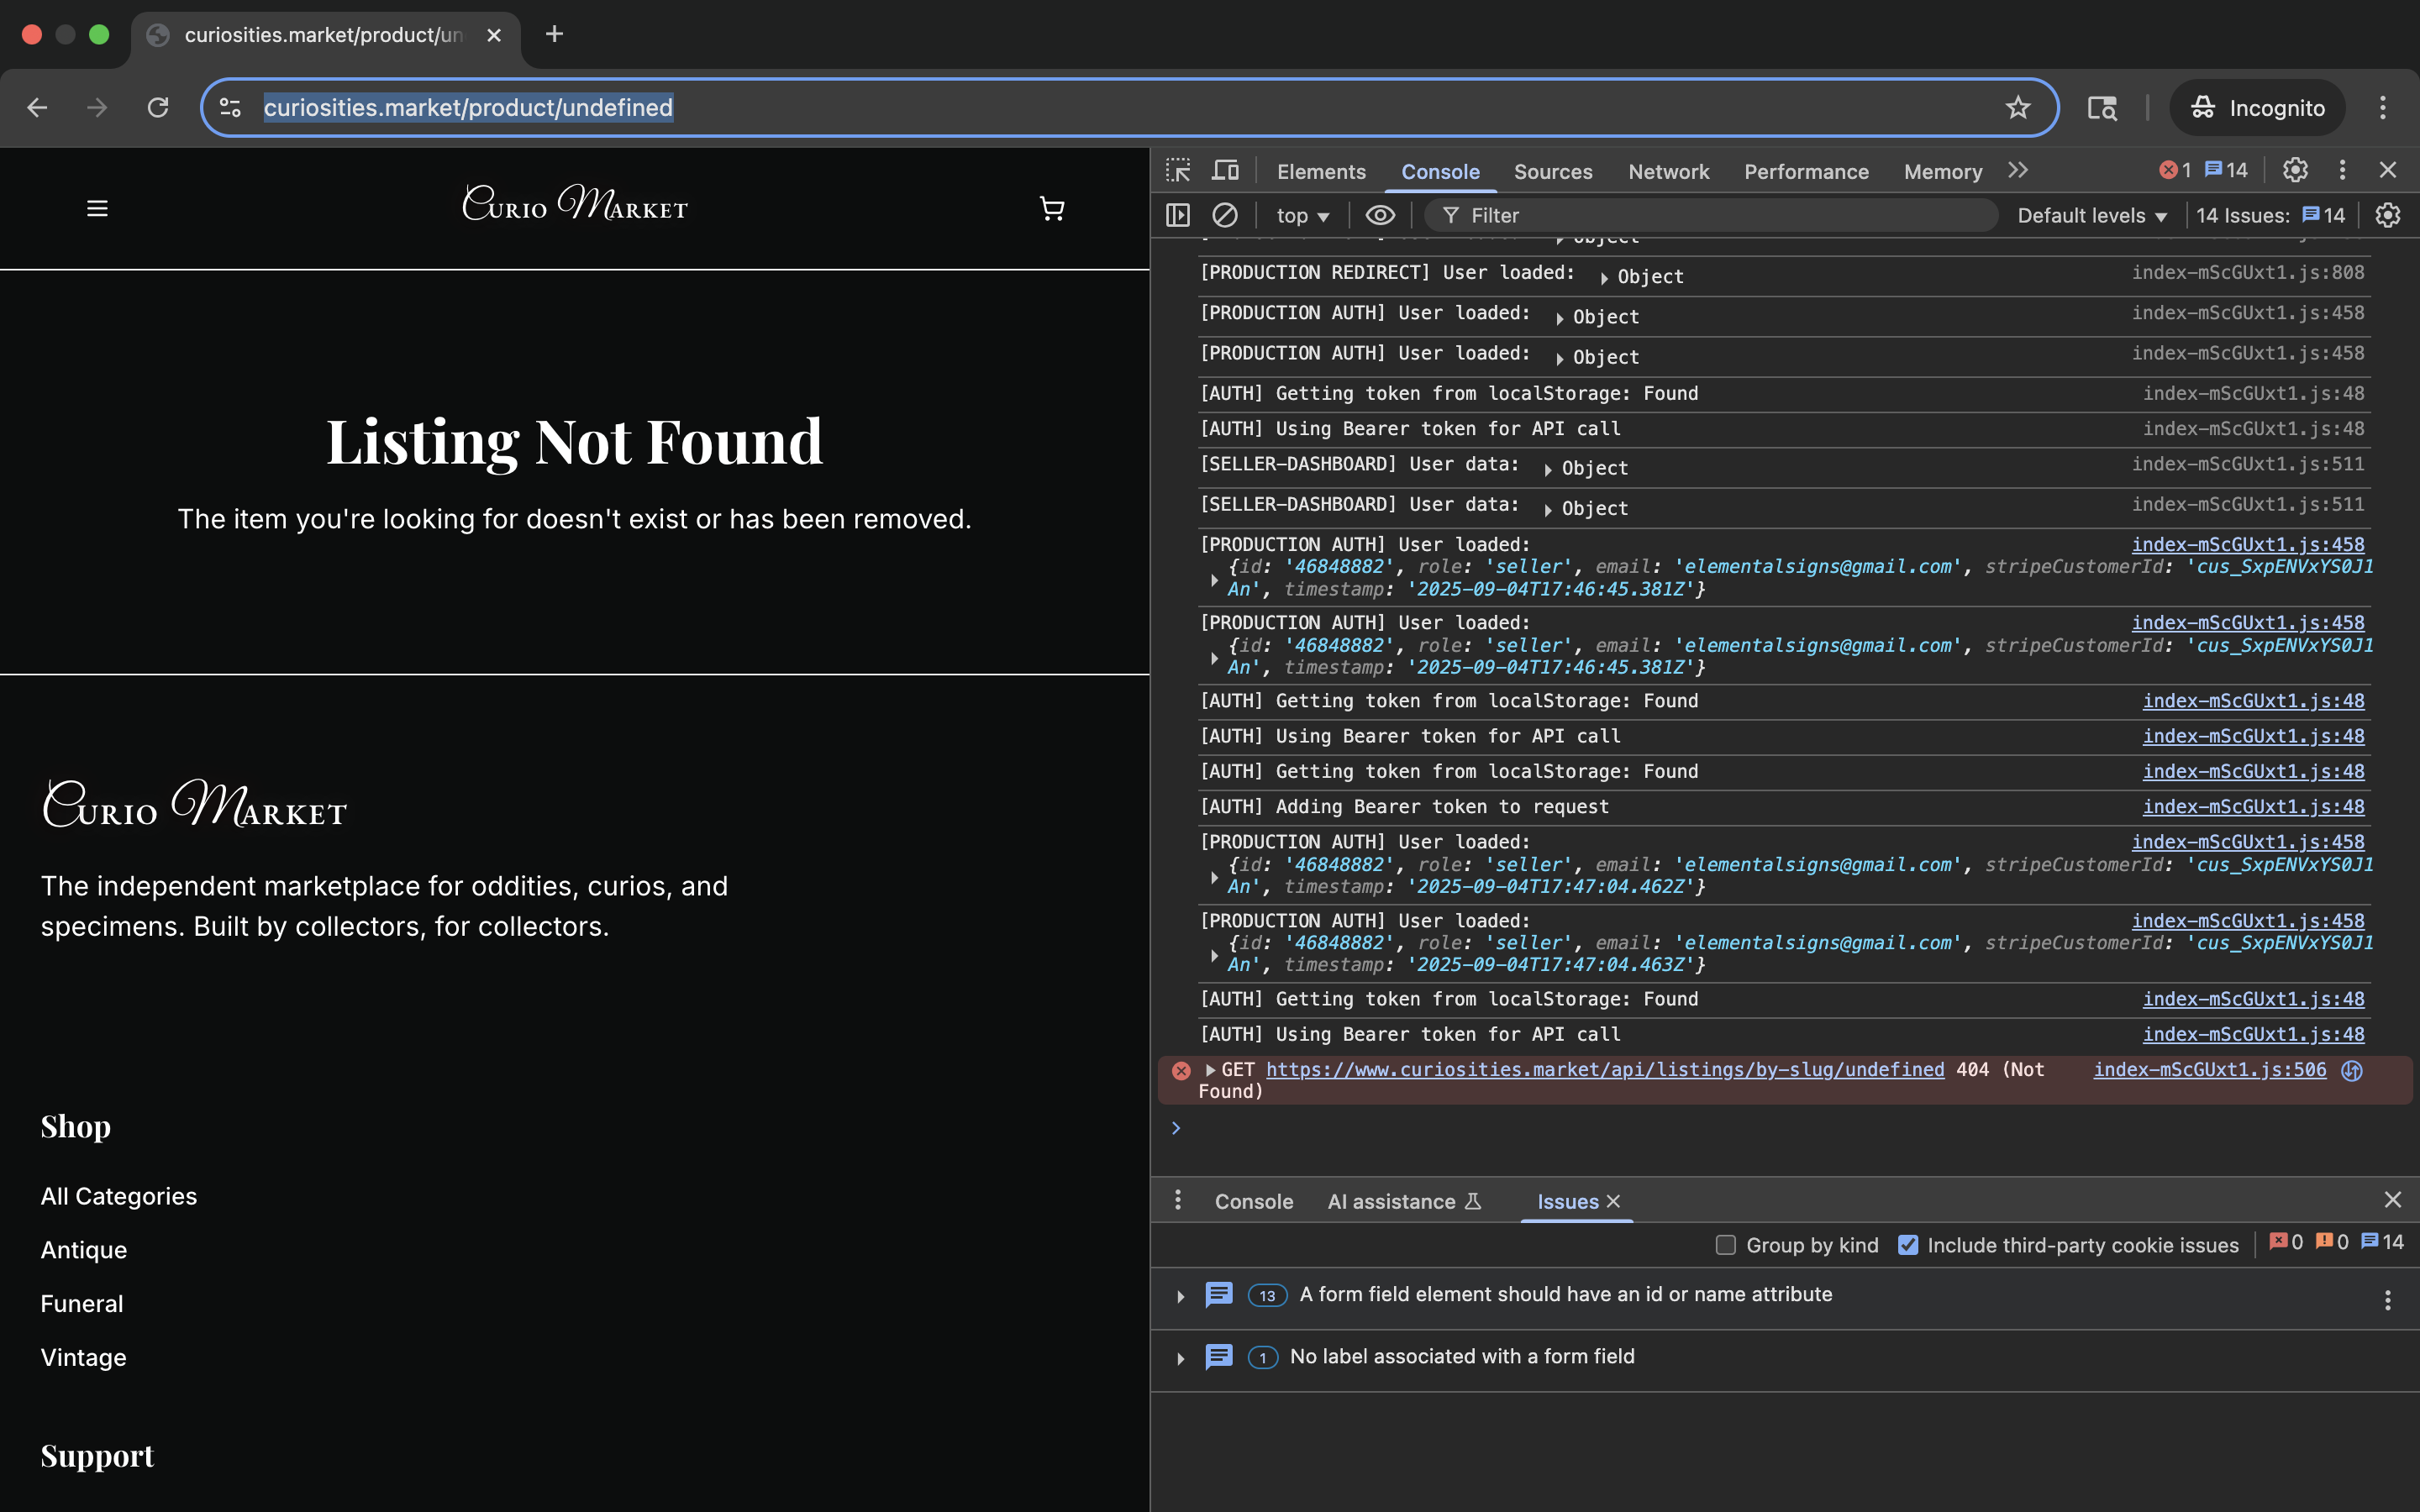 curiosities.market/product/un
curiosities.market/product/undefined
Incognito
CURIO MARKET
Listing Not Found
The item you're looking for doesn't exist or has been removed.
CURIO MARKET
The independent marketplace for oddities, curios, and
specimens. Built by collectors, for collectors.
Shop
All Categories
Antique
Funeral
Vintage
Support
Elements Console Sources Network Performance Memory 1 14
top Filter Default levels 14 Issues: 14
Object
[PRODUCTION REDIRECT] User loaded: Object index-mScGUxt1.js:808
[PRODUCTION AUTH] User loaded: Object index-mScGUxt1.js:458
[PRODUCTION AUTH] User loaded: Object index-mScGUxt1.js:458
[AUTH] Getting token from localStorage: Found index-mScGUxt1.js:48
[AUTH] Using Bearer token for API call index-mScGUxt1.js:48
[SELLER-DASHBOARD] User data: Object index-mScGUxt1.js:511
[SELLER-DASHBOARD] User data: Object index-mScGUxt1.js:511
[PRODUCTION AUTH] User loaded: index-mScGUxt1.js:458
{id: '46848882', role: 'seller', email: 'elementalsigns@gmail.com', stripeCustomerId: 'cus_SxpENVxYS0J1
An', timestamp: '2025-09-04T17:46:45.381Z'}
[PRODUCTION AUTH] User loaded: index-mScGUxt1.js:458
{id: '46848882', role: 'seller', email: 'elementalsigns@gmail.com', stripeCustomerId: 'cus_SxpENVxYS0J1
An', timestamp: '2025-09-04T17:46:45.381Z'}
[AUTH] Getting token from localStorage: Found index-mScGUxt1.js:48
[AUTH] Using Bearer token for API call index-mScGUxt1.js:48
[AUTH] Getting token from localStorage: Found index-mScGUxt1.js:48
[AUTH] Adding Bearer token to request index-mScGUxt1.js:48
[PRODUCTION AUTH] User loaded: index-mScGUxt1.js:458
{id: '46848882', role: 'seller', email: 'elementalsigns@gmail.com', stripeCustomerId: 'cus_SxpENVxYS0J1
An', timestamp: '2025-09-04T17:47:04.462Z'}
[PRODUCTION AUTH] User loaded: index-mScGUxt1.js:458
{id: '46848882', role: 'seller', email: 'elementalsigns@gmail.com', stripeCustomerId: 'cus_SxpENVxYS0J1
An', timestamp: '2025-09-04T17:47:04.463Z'}
[AUTH] Getting token from localStorage: Found index-mScGUxt1.js:48
[AUTH] Using Bearer token for API call index-mScGUxt1.js:48
GET https://www.curiosities.market/api/listings/by-slug/undefined 404 (Not index-mScGUxt1.js:506
Found)
Console AI assistance Issues
Group by kind Include third-party cookie issues 0 0 14
13 A form field element should have an id or name attribute
1 No label associated with a form field